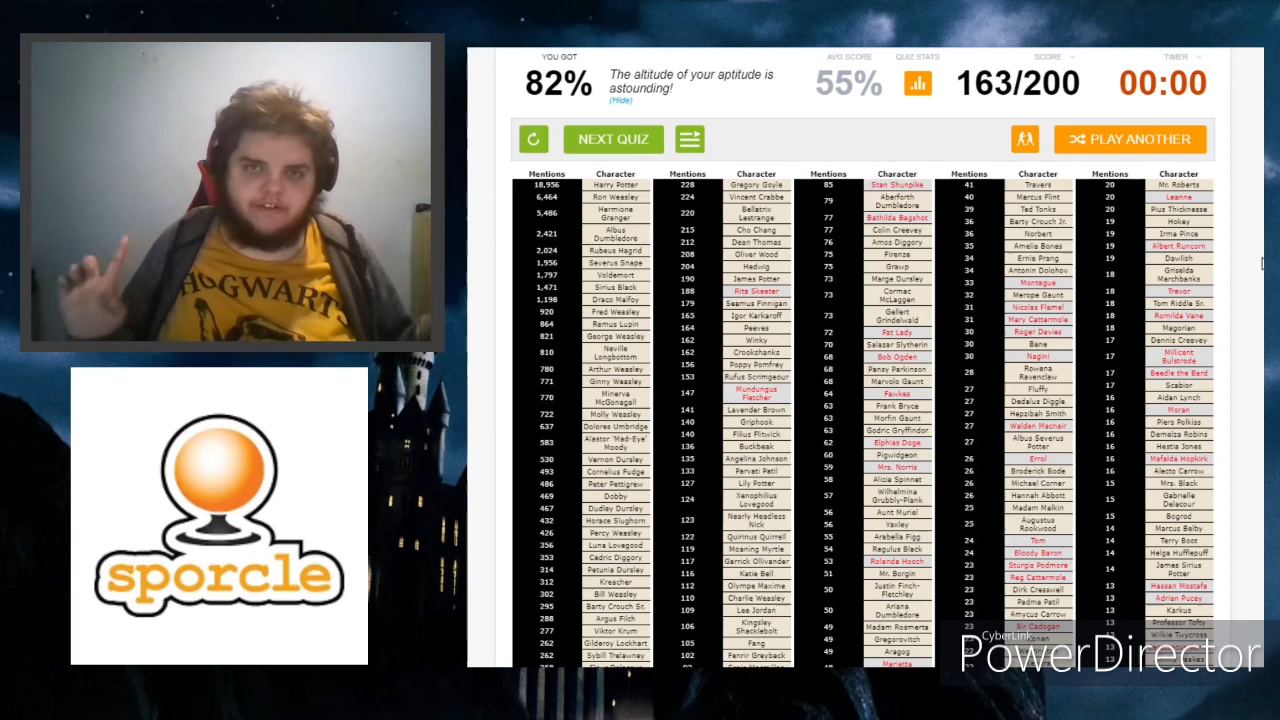 YOU GOT
82%
The altitude of your aptitude is
astounding!
(Hide)
AVG SCORE
55%
QUIZ STATS
SCORE
163/200
TIMER
00:00
NEXT QUIZ
PLAY ANOTHER
HOGWARTS
sporcle
Mentions Character
18,956 Harry Potter
6,464 Ron Weasley
5,486 Hermione
Granger
2,421 Albus
Dumbledore
2,024 Rubeus Hagrid
1,956 Severus Snape
1,797 Voldemort
1,471 Sirius Black
1,198 Draco Malfoy
920 Fred Weasley
864 Remus Lupin
821 George Weasley
810 Neville
Longbottom
780 Arthur Weasley
771 Ginny Weasley
770 Minerva
McGonagall
722 Molly Weasley
637 Dolores Umbridge
583 Alastor 'Mad-Eye'
Moody
530 Vernon Dursley
493 Cornelius Fudge
486 Peter Pettigrew
469 Dobby
467 Dudley Dursley
432 Horace Slughorn
426 Percy Weasley
356 Luna Lovegood
353 Cedric Diggory
314 Petunia Dursley
312 Kreacher
302 Bill Weasley
295 Barty Crouch Sr.
288 Argus Filch
277 Viktor Krum
262 Gilderoy Lockhart
262 Sybill Trelawney
Mentions Character
228 Gregory Goyle
224 Vincent Crabbe
220 Bellatrix
Lestrange
215 Cho Chang
212 Dean Thomas
208 Oliver Wood
204 Hedwig
190 James Potter
188 Rita Skeeter
179 Seamus Finnigan
165 Igor Karkaroff
164 Peeves
162 Winky
162 Crookshanks
156 Poppy Pomfrey
153 Rufus Scrimgeour
147 Mundungus
Fletcher
141 Lavender Brown
140 Griphook
140 Filius Flitwick
136 Buckbeak
135 Angelina Johnson
133 Parvati Patil
127 Lily Potter
124 Xenophilius
Lovegood
123 Nearly Headless
Nick
122 Quirinus Quirrell
119 Moaning Myrtle
117 Garrick Ollivander
116 Katie Bell
112 Olympe Maxime
110 Charlie Weasley
109 Lee Jordan
106 Kingsley
Shacklebolt
105 Fang
102 Fenrir Greyback
Mentions Character
85 Stan Shunpike
79 Aberforth
Dumbledore
77 Bathilda Bagshot
77 Colin Creevey
76 Amos Diggory
75 Firenze
75 Grawp
73 Marge Dursley
73 Cormac
McLaggen
73 Gellert
Grindelwald
72 Fat Lady
70 Salazar Slytherin
68 Bob Ogden
68 Pansy Parkinson
68 Marvolo Gaunt
64 Fawkes
63 Frank Bryce
63 Morfin Gaunt
63 Godric Gryffindor
62 Elphias Doge
60 Pigwidgeon
59 Mrs. Norris
58 Alicia Spinnet
57 Wilhelmina
Grubbly-Plank
56 Aunt Muriel
56 Yaxley
55 Arabella Figg
54 Regulus Black
53 Rolanda Hooch
51 Mr. Borgin
50 Justin Finch-
Fletchley
50 Ariana
Dumbledore
49 Madam Rosmerta
49 Gregorovitch
49 Aragog
Marietta
Mentions Character
41 Travers
40 Marcus Flint
39 Ted Tonks
36 Barty Crouch Jr.
36 Norbert
35 Amelia Bones
34 Ernie Prang
34 Antonin Dolohov
33 Montague
32 Merope Gaunt
31 Nicolas Flamel
31 Mary Cattermole
30 Roger Davies
30 Bane
30 Nagini
28 Rowena
Ravenclaw
27 Fluffy
27 Dedalus Diggle
27 Hepzibah Smith
27 Walden Macnair
27 Albus Severus
Potter
26 Errol
26 Broderick Bode
26 Michael Corner
26 Hannah Abbott
25 Madam Malkin
25 Augustus
Rookwood
24 Tom
24 Bloody Baron
23 Sturgis Podmore
23 Reg Cattermole
23 Dirk Cresswell
23 Padma Patil
23 Amycus Carrow
23 Sir Cadogan
Mentions Character
20 Mr. Roberts
20 Leanne
20 Pius Thicknesse
19 Hokey
19 Irma Pince
19 Albert Runcorn
19 Dawlish
18 Griselda
Marchbanks
18 Trevor
18 Tom Riddle Sr.
18 Romilda Vane
18 Magorian
17 Dennis Creevey
17 Millicent
Bulstrode
17 Beedle the Bard
17 Scabior
16 Aidan Lynch
16 Moran
16 Piers Polkiss
16 Demelza Robins
16 Hestia Jones
16 Mafalda Hopkirk
16 Alecto Carrow
15 Mrs. Black
15 Gabrielle
Delacour
15 Bogrod
14 Marcus Belby
14 Terry Boot
14 Helga Hufflepuff
14 James Sirius
Potter
13 Hassan Mostafa
13 Adrian Pucey
13 Karkus
13 Professor Tofty
13 Wilkie Twycross
13
13
CyberLink
PowerDirector